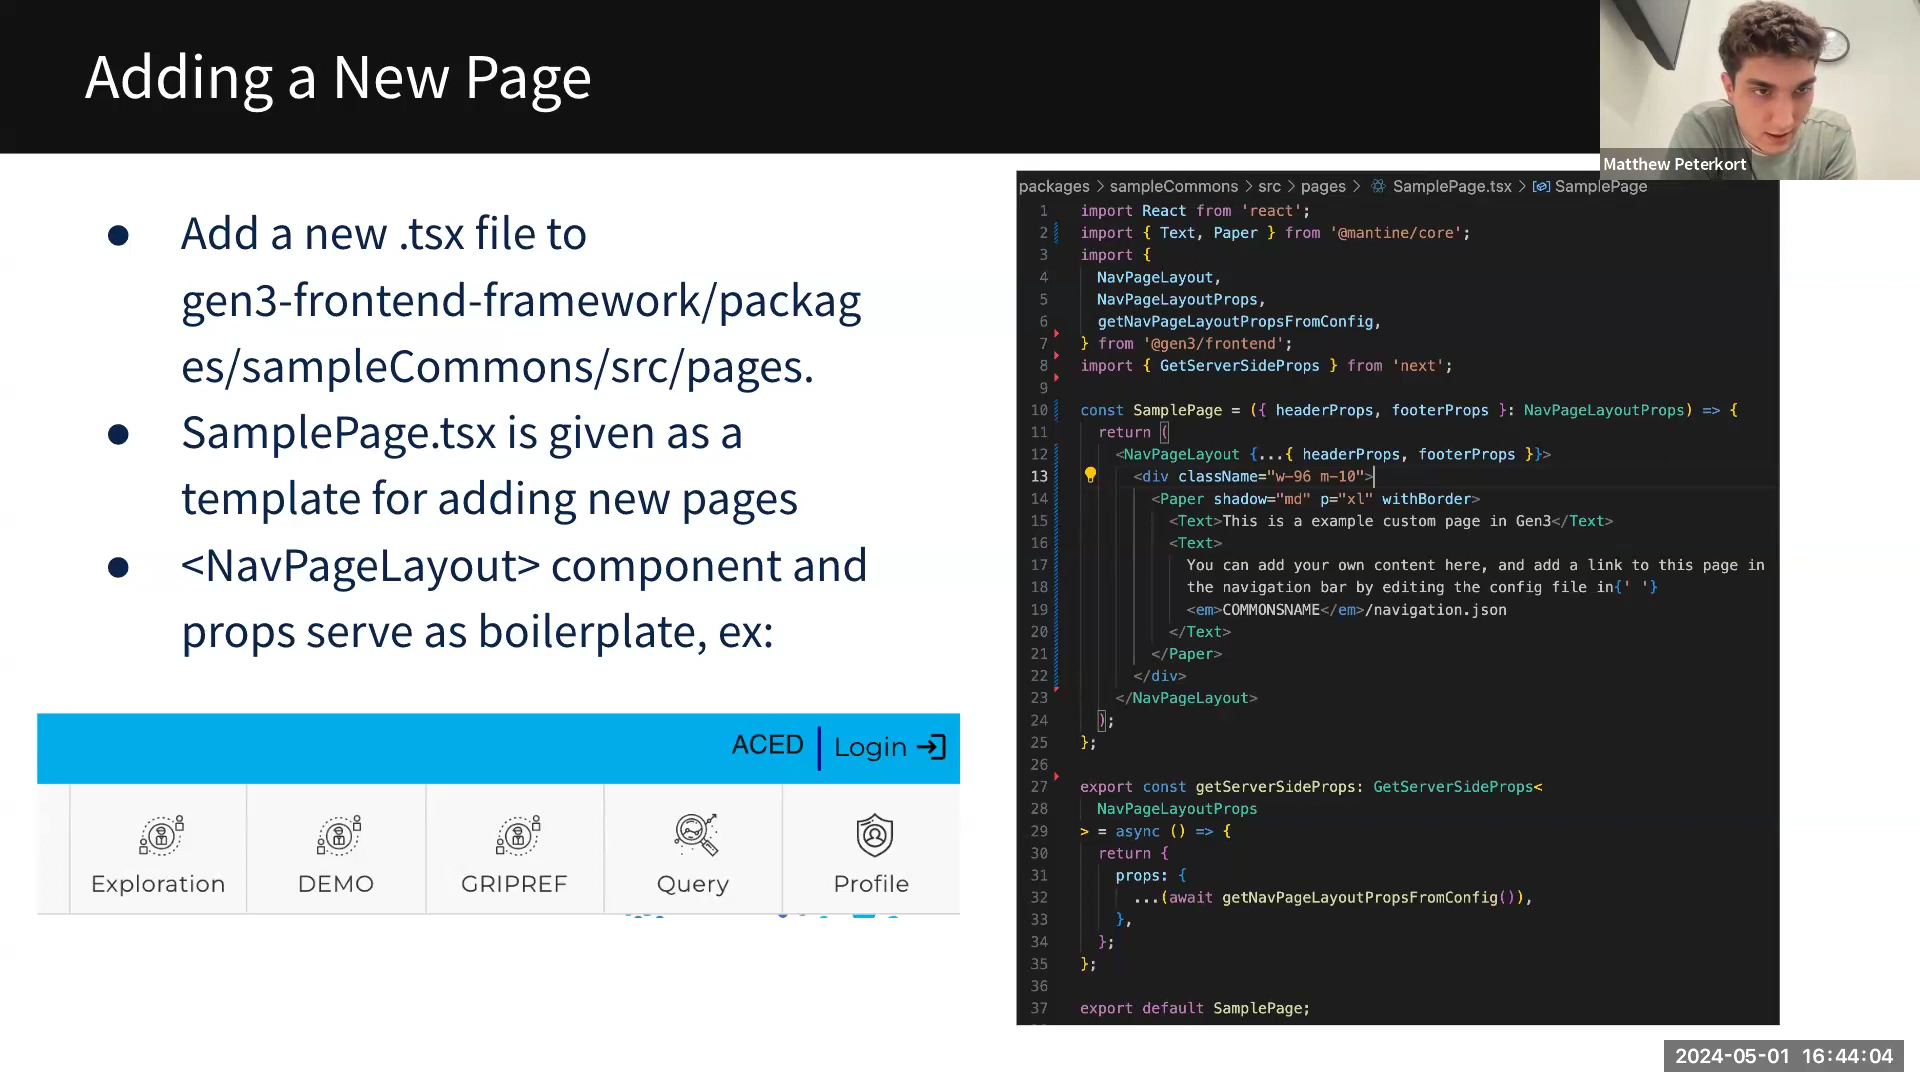 Adding a New Page
Matthew Peterkort
● Add a new .tsx file to
gen3-frontend-framework/packag
es/sampleCommons/src/pages.
● SamplePage.tsx is given as a
template for adding new pages
● <NavPageLayout> component and
props serve as boilerplate, ex:
ACED | Login
Exploration
DEMO
GRIPREF
Query
Profile
packages > sampleCommons > src > pages > SamplePage.tsx > SamplePage
1 import React from 'react';
2 import { Text, Paper } from '@mantine/core';
3 import {
4 NavPageLayout,
5 NavPageLayoutProps,
6 getNavPageLayoutPropsFromConfig,
7 } from '@gen3/frontend';
8 import { GetServerSideProps } from 'next';
9
10 const SamplePage = ({ headerProps, footerProps }: NavPageLayoutProps) => {
11 return (
12 <NavPageLayout {...{ headerProps, footerProps }}>
13 <div className="w-96 m-10">
14 <Paper shadow="md" p="xl" withBorder>
15 <Text>This is a example custom page in Gen3</Text>
16 <Text>
17 You can add your own content here, and add a link to this page in
18 the navigation bar by editing the config file in{' '}
19 <em>COMMONSNAME</em>/navigation.json
20 </Text>
21 </Paper>
22 </div>
23 </NavPageLayout>
24 );
25 };
26
27 export const getServerSideProps: GetServerSideProps<
28 NavPageLayoutProps
29 > = async () => {
30 return {
31 props: {
32 ...(await getNavPageLayoutPropsFromConfig()),
33 },
34 };
35 };
36
37 export default SamplePage;
2024-05-01 16:44:04